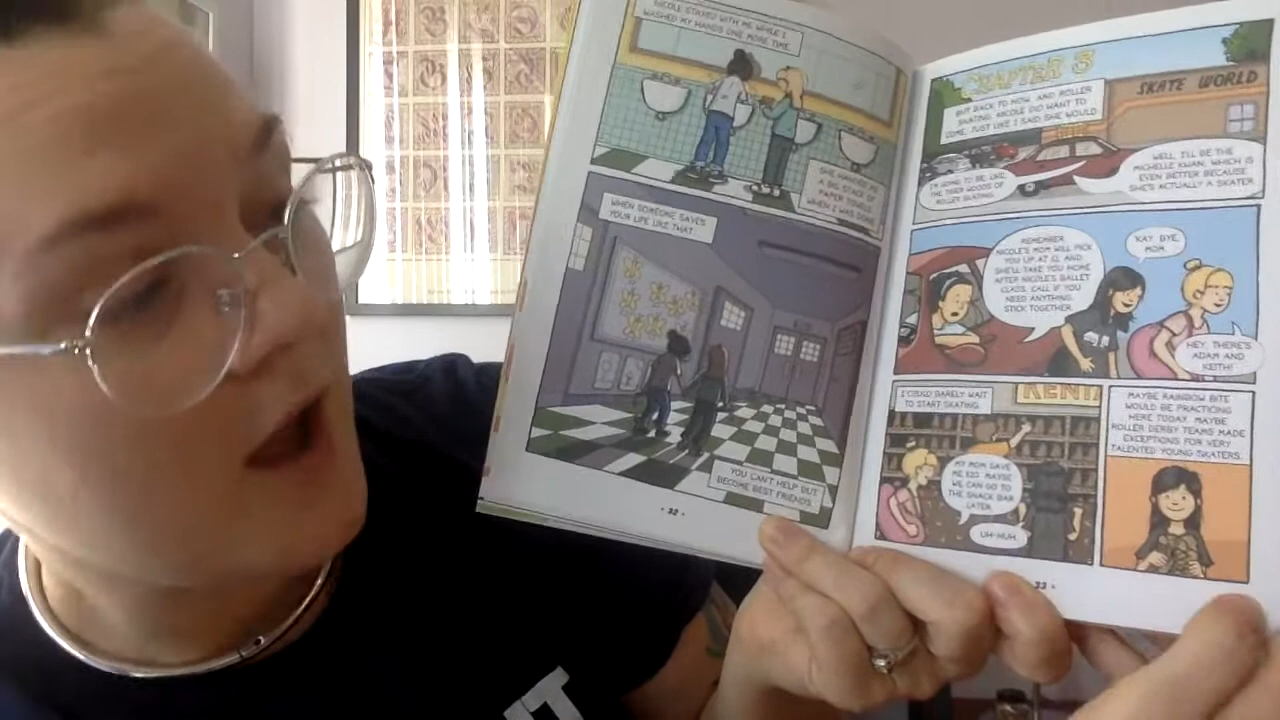 NICOLE STAYED WITH ME WHILE I
WASHED MY HANDS ONE MORE TIME.
SHE HANDED ME
A BIG STACK OF
PAPER TOWELS
WHEN I WAS DONE.
WHEN SOMEONE SAVES
YOUR LIFE LIKE THAT...
YOU CAN'T HELP BUT
BECOME BEST FRIENDS.
32
CHAPTER 3
SKATE WORLD
BUT BACK TO NOW, AND ROLLER
SKATING. NICOLE DID WANT TO
COME, JUST LIKE I SAID SHE WOULD.
I'M GOING TO BE LIKE
THE TIGER WOODS OF
ROLLER SKATING.
WELL, I'LL BE THE
MICHELLE KWAN, WHICH IS
EVEN BETTER BECAUSE
SHE'S ACTUALLY A SKATER.
REMEMBER,
NICOLE'S MOM WILL PICK
YOU UP AT 12, AND
SHE'LL TAKE YOU HOME
AFTER NICOLE'S BALLET
CLASS. CALL IF YOU
NEED ANYTHING.
STICK TOGETHER.
'KAY. BYE,
MOM.
HEY, THERE'S
ADAM AND
KEITH!
I COULD BARELY WAIT
TO START SKATING.
RENTA
MY MOM GAVE
ME $20. MAYBE
WE CAN GO TO
THE SNACK BAR
LATER.
UH-HUH.
MAYBE RAINBOW BITE
WOULD BE PRACTICING
HERE TODAY. MAYBE
ROLLER DERBY TEAMS MADE
EXCEPTIONS FOR VERY
TALENTED YOUNG SKATERS.
33
IT